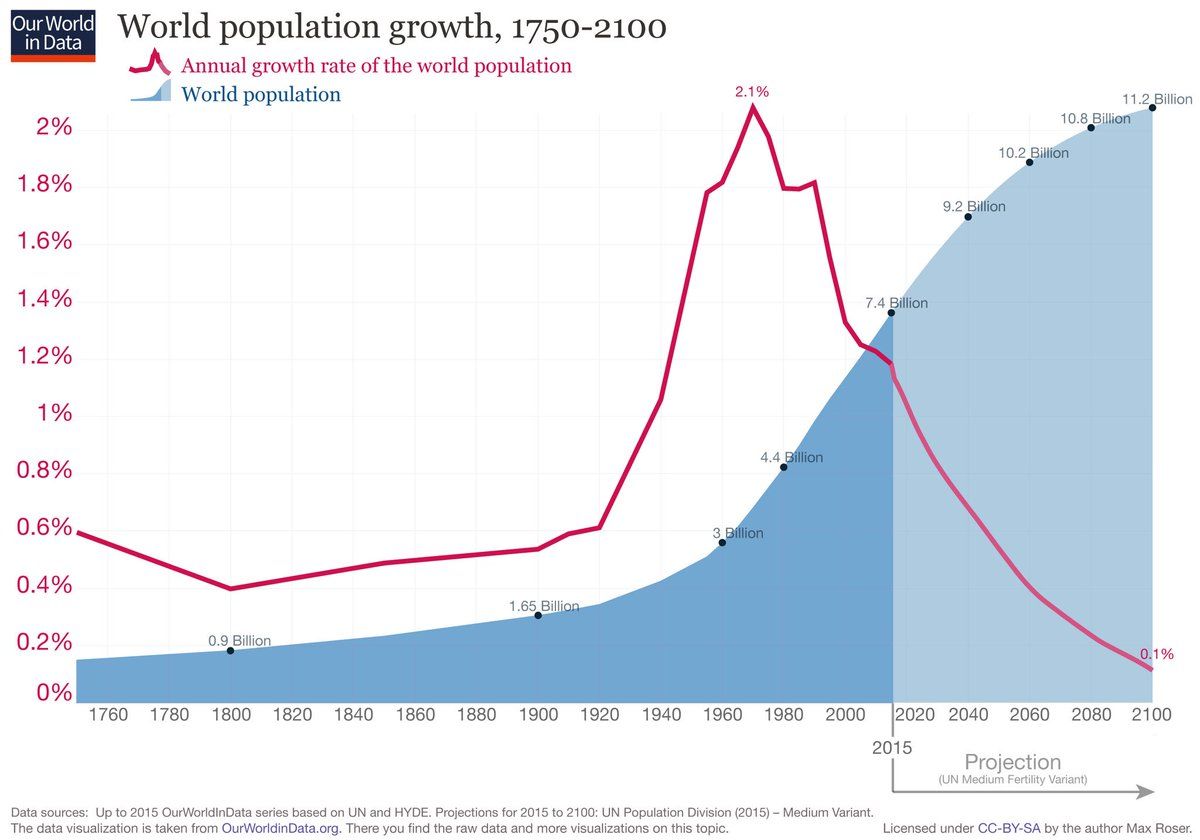 Our World
in Data
World population growth, 1750-2100
Annual growth rate of the world population
World population
2.1%
11.2 Billion
10.8 Billion
2%
10.2 Billion
1.8%
9.2 Billion
1.6%
1.4%
7.4 Billion
1.2%
1%
0.8%
4.4 Billion
0.6%
3 Billion
0.4%
1.65 Billion
0.2%
0.9 Billion
0.1%
0%
1760 1780 1800 1820 1840 1860 1880 1900 1920 1940 1960 1980 2000 2020 2040 2060 2080 2100
2015
Projection
(UN Medium Fertility Variant)
Data sources: Up to 2015 OurWorldInData series based on UN and HYDE. Projections for 2015 to 2100: UN Population Division (2015) – Medium Variant.
The data visualization is taken from OurWorldinData.org. There you find the raw data and more visualizations on this topic.
Licensed under CC-BY-SA by the author Max Roser.